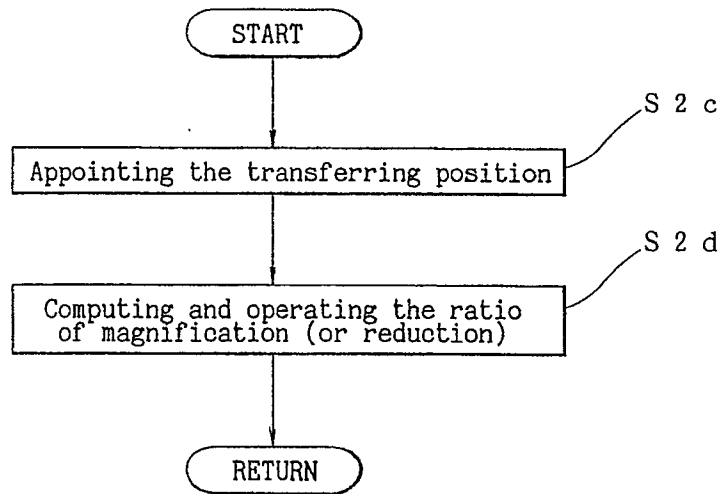 START
S 2 c
Appointing the transferring position
S 2 d
Computing and operating the ratio
of magnification (or reduction)
RETURN